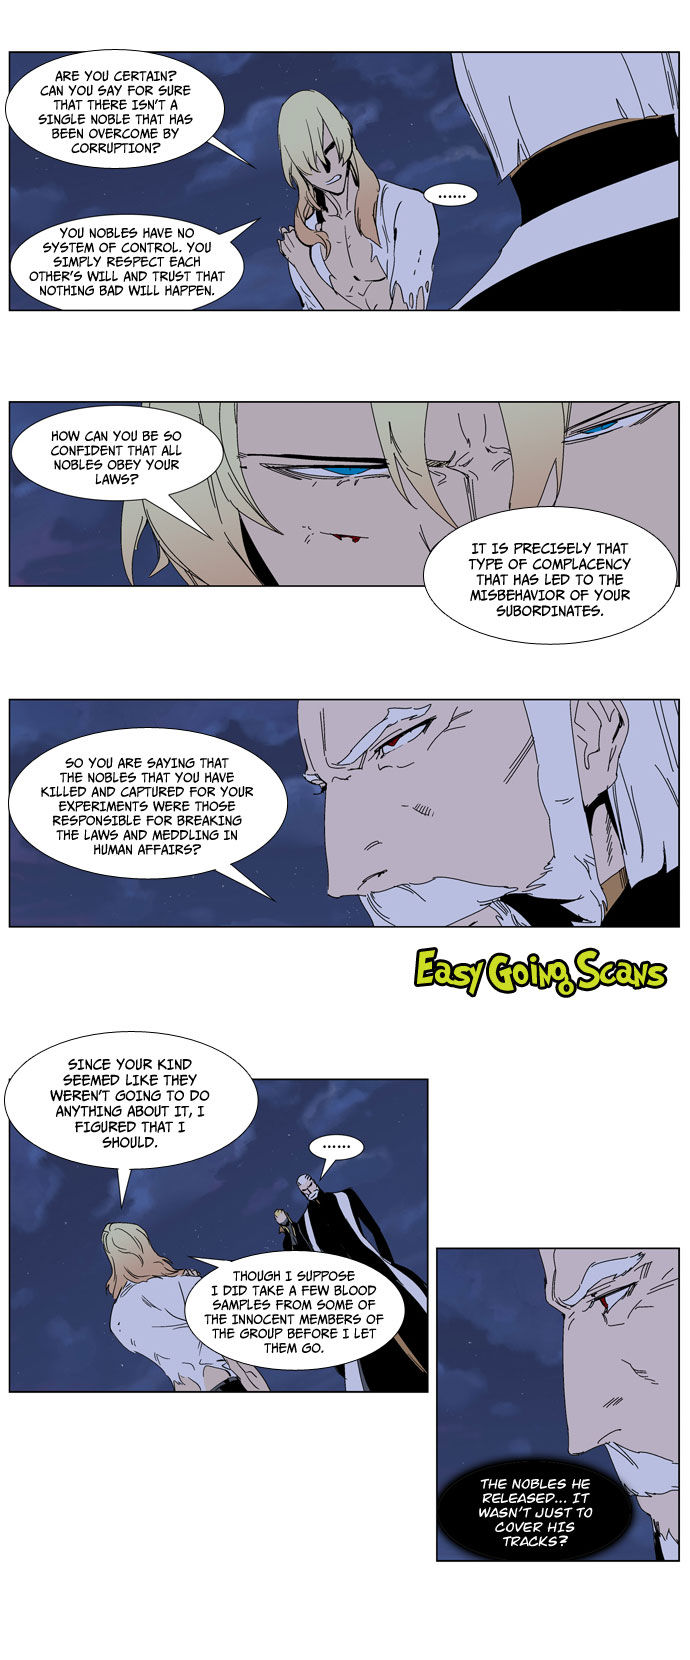 ARE YOU CERTAIN?
CAN YOU SAY FOR SURE
THAT THERE ISN'T A
SINGLE NOBLE THAT HAS
BEEN OVERCOME BY
CORRUPTION?
......
YOU NOBLES HAVE NO
SYSTEM OF CONTROL. YOU
SIMPLY RESPECT EACH
OTHER'S WILL AND TRUST THAT
NOTHING BAD WILL HAPPEN.
HOW CAN YOU BE SO
CONFIDENT THAT ALL
NOBLES OBEY YOUR
LAWS?
IT IS PRECISELY THAT
TYPE OF COMPLACENCY
THAT HAS LED TO THE
MISBEHAVIOR OF YOUR
SUBORDINATES.
SO YOU ARE SAYING THAT
THE NOBLES THAT YOU HAVE
KILLED AND CAPTURED FOR YOUR
EXPERIMENTS WERE THOSE
RESPONSIBLE FOR BREAKING
THE LAWS AND MEDDLING IN
HUMAN AFFAIRS?
EASY GOING SCANS
SINCE YOUR KIND
SEEMED LIKE THEY
WEREN'T GOING TO DO
ANYTHING ABOUT IT, I
FIGURED THAT I
SHOULD.
......
THOUGH I SUPPOSE
I DID TAKE A FEW BLOOD
SAMPLES FROM SOME OF
THE INNOCENT MEMBERS OF
THE GROUP BEFORE I LET
THEM GO.
THE NOBLES HE
RELEASED... IT
WASN'T JUST TO
COVER HIS
TRACKS?